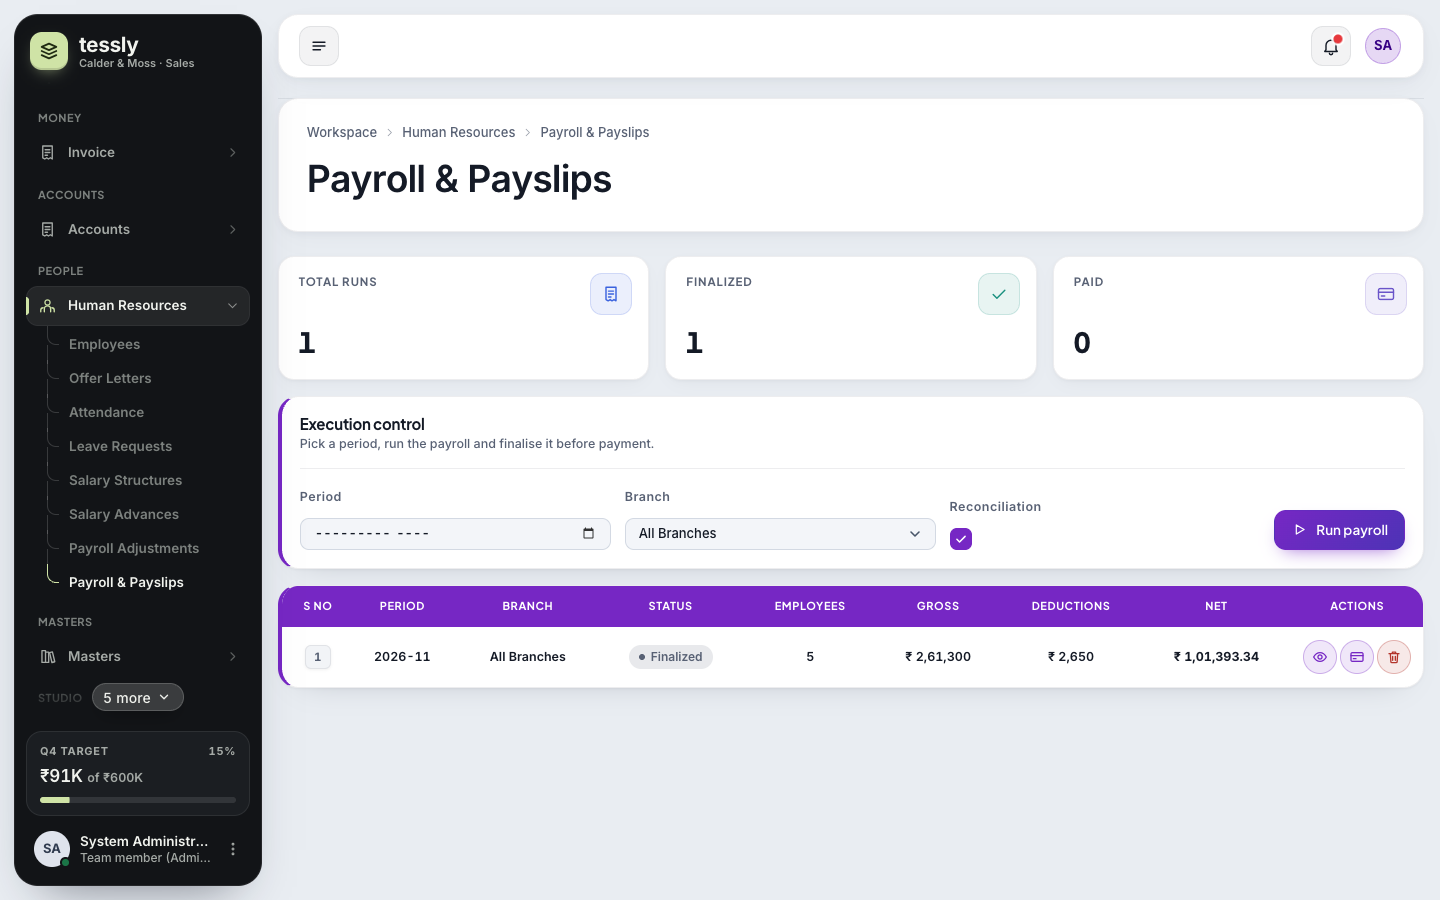 tessly
Calder & Moss · Sales
MONEY
Invoice
ACCOUNTS
Accounts
PEOPLE
Human Resources
Employees
Offer Letters
Attendance
Leave Requests
Salary Structures
Salary Advances
Payroll Adjustments
Payroll & Payslips
MASTERS
Masters
STUDIO
5 more
Q4 TARGET 15%
₹91K of ₹600K
SA
System Administr...
Team member (Admi...
SA
Workspace > Human Resources > Payroll & Payslips
Payroll & Payslips
TOTAL RUNS
1
FINALIZED
1
PAID
0
Execution control
Pick a period, run the payroll and finalise it before payment.
Period
--------- ----
Branch
All Branches
Reconciliation
Run payroll
S NO PERIOD BRANCH STATUS EMPLOYEES GROSS DEDUCTIONS NET ACTIONS
1 2026-11 All Branches Finalized 5 ₹ 2,61,300 ₹ 2,650 ₹ 1,01,393.34